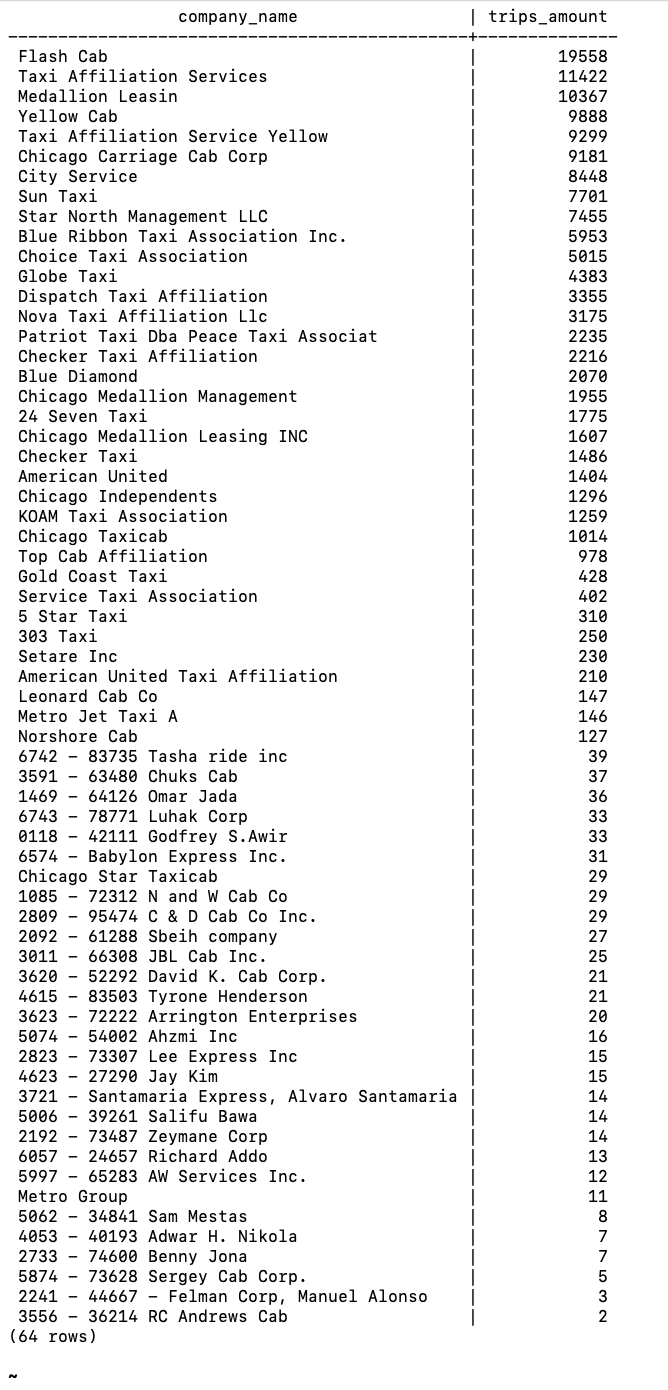 company_name | trips_amount
----------------------------------------------+--------------
Flash Cab | 19558
Taxi Affiliation Services | 11422
Medallion Leasin | 10367
Yellow Cab | 9888
Taxi Affiliation Service Yellow | 9299
Chicago Carriage Cab Corp | 9181
City Service | 8448
Sun Taxi | 7701
Star North Management LLC | 7455
Blue Ribbon Taxi Association Inc. | 5953
Choice Taxi Association | 5015
Globe Taxi | 4383
Dispatch Taxi Affiliation | 3355
Nova Taxi Affiliation Llc | 3175
Patriot Taxi Dba Peace Taxi Associat | 2235
Checker Taxi Affiliation | 2216
Blue Diamond | 2070
Chicago Medallion Management | 1955
24 Seven Taxi | 1775
Chicago Medallion Leasing INC | 1607
Checker Taxi | 1486
American United | 1404
Chicago Independents | 1296
KOAM Taxi Association | 1259
Chicago Taxicab | 1014
Top Cab Affiliation | 978
Gold Coast Taxi | 428
Service Taxi Association | 402
5 Star Taxi | 310
303 Taxi | 250
Setare Inc | 230
American United Taxi Affiliation | 210
Leonard Cab Co | 147
Metro Jet Taxi A | 146
Norshore Cab | 127
6742 - 83735 Tasha ride inc | 39
3591 - 63480 Chuks Cab | 37
1469 - 64126 Omar Jada | 36
6743 - 78771 Luhak Corp | 33
0118 - 42111 Godfrey S.Awir | 33
6574 - Babylon Express Inc. | 31
Chicago Star Taxicab | 29
1085 - 72312 N and W Cab Co | 29
2809 - 95474 C & D Cab Co Inc. | 29
2092 - 61288 Sbeih company | 27
3011 - 66308 JBL Cab Inc. | 25
3620 - 52292 David K. Cab Corp. | 21
4615 - 83503 Tyrone Henderson | 21
3623 - 72222 Arrington Enterprises | 20
5074 - 54002 Ahzmi Inc | 16
2823 - 73307 Lee Express Inc | 15
4623 - 27290 Jay Kim | 15
3721 - Santamaria Express, Alvaro Santamaria | 14
5006 - 39261 Salifu Bawa | 14
2192 - 73487 Zeymane Corp | 14
6057 - 24657 Richard Addo | 13
5997 - 65283 AW Services Inc. | 12
Metro Group | 11
5062 - 34841 Sam Mestas | 8
4053 - 40193 Adwar H. Nikola | 7
2733 - 74600 Benny Jona | 7
5874 - 73628 Sergey Cab Corp. | 5
2241 - 44667 - Felman Corp, Manuel Alonso | 3
3556 - 36214 RC Andrews Cab | 2
(64 rows)
~